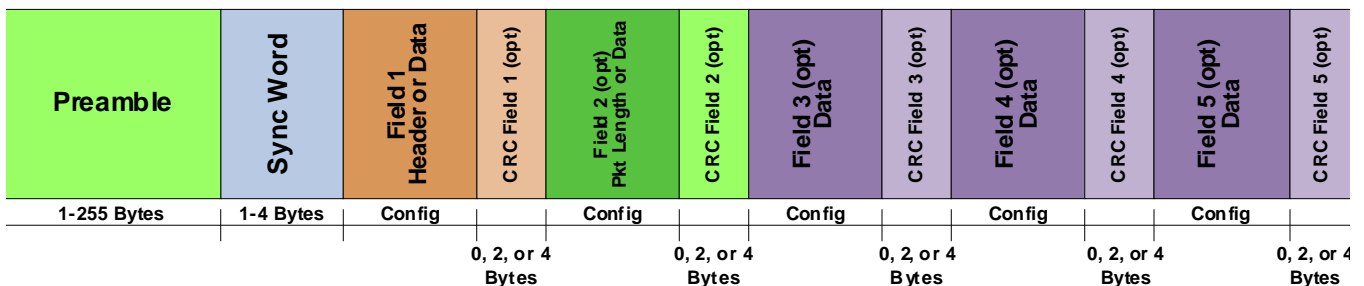 Preamble
Sync Word
Field 1
Header or Data
CRC Field 1 (opt)
Field 2 (opt)
Pkt Length or Data
CRC Field 2 (opt)
Field 3 (opt)
Data
CRC Field 3 (opt)
Field 4 (opt)
Data
CRC Field 4 (opt)
Field 5 (opt)
Data
CRC Field 5 (opt)
1-255 Bytes
1-4 Bytes
Config
Config
Config
Config
Config
0, 2, or 4
Bytes
0, 2, or 4
Bytes
0, 2, or 4
Bytes
0, 2, or 4
Bytes
0, 2, or 4
Bytes